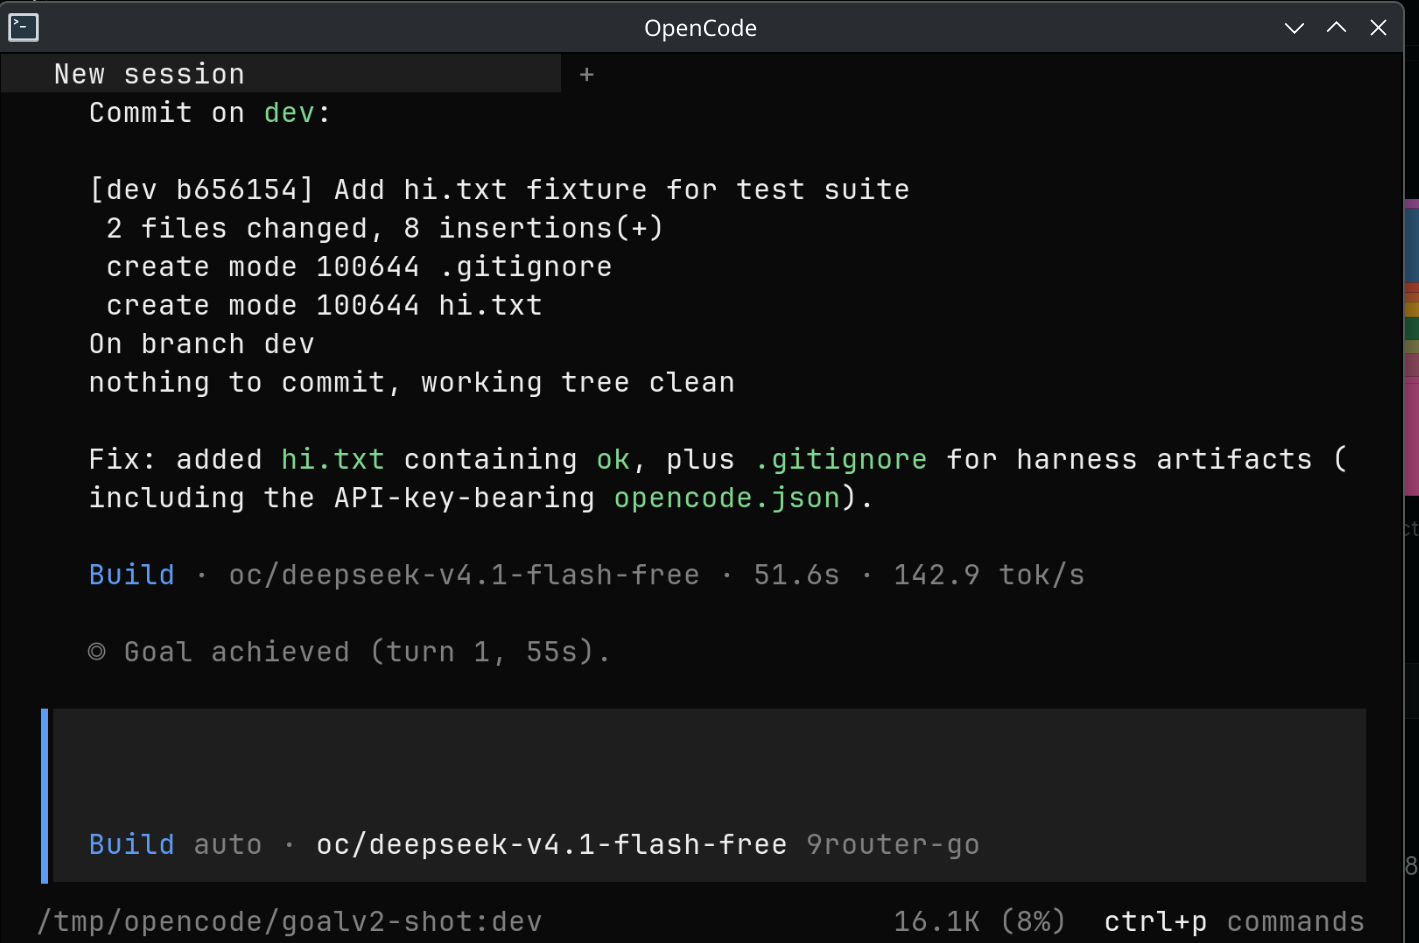 OpenCode
New session +
Commit on dev:
[dev b656154] Add hi.txt fixture for test suite
2 files changed, 8 insertions(+)
create mode 100644 .gitignore
create mode 100644 hi.txt
On branch dev
nothing to commit, working tree clean
Fix: added hi.txt containing ok, plus .gitignore for harness artifacts (
including the API-key-bearing opencode.json).
Build · oc/deepseek-v4.1-flash-free · 51.6s · 142.9 tok/s
◎ Goal achieved (turn 1, 55s).
Build auto · oc/deepseek-v4.1-flash-free 9router-go
/tmp/opencode/goalv2-shot:dev 16.1K (8%) ctrl+p commands